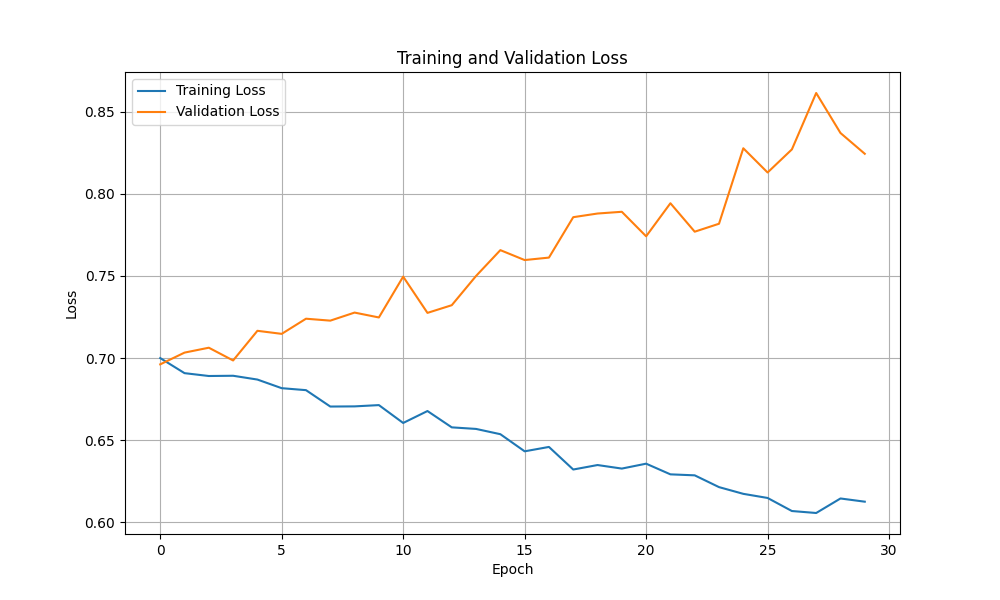 Training and Validation Loss
Training Loss
Validation Loss
0.85
0.80
0.75
0.70
0.65
0.60
Loss
0 5 10 15 20 25 30
Epoch